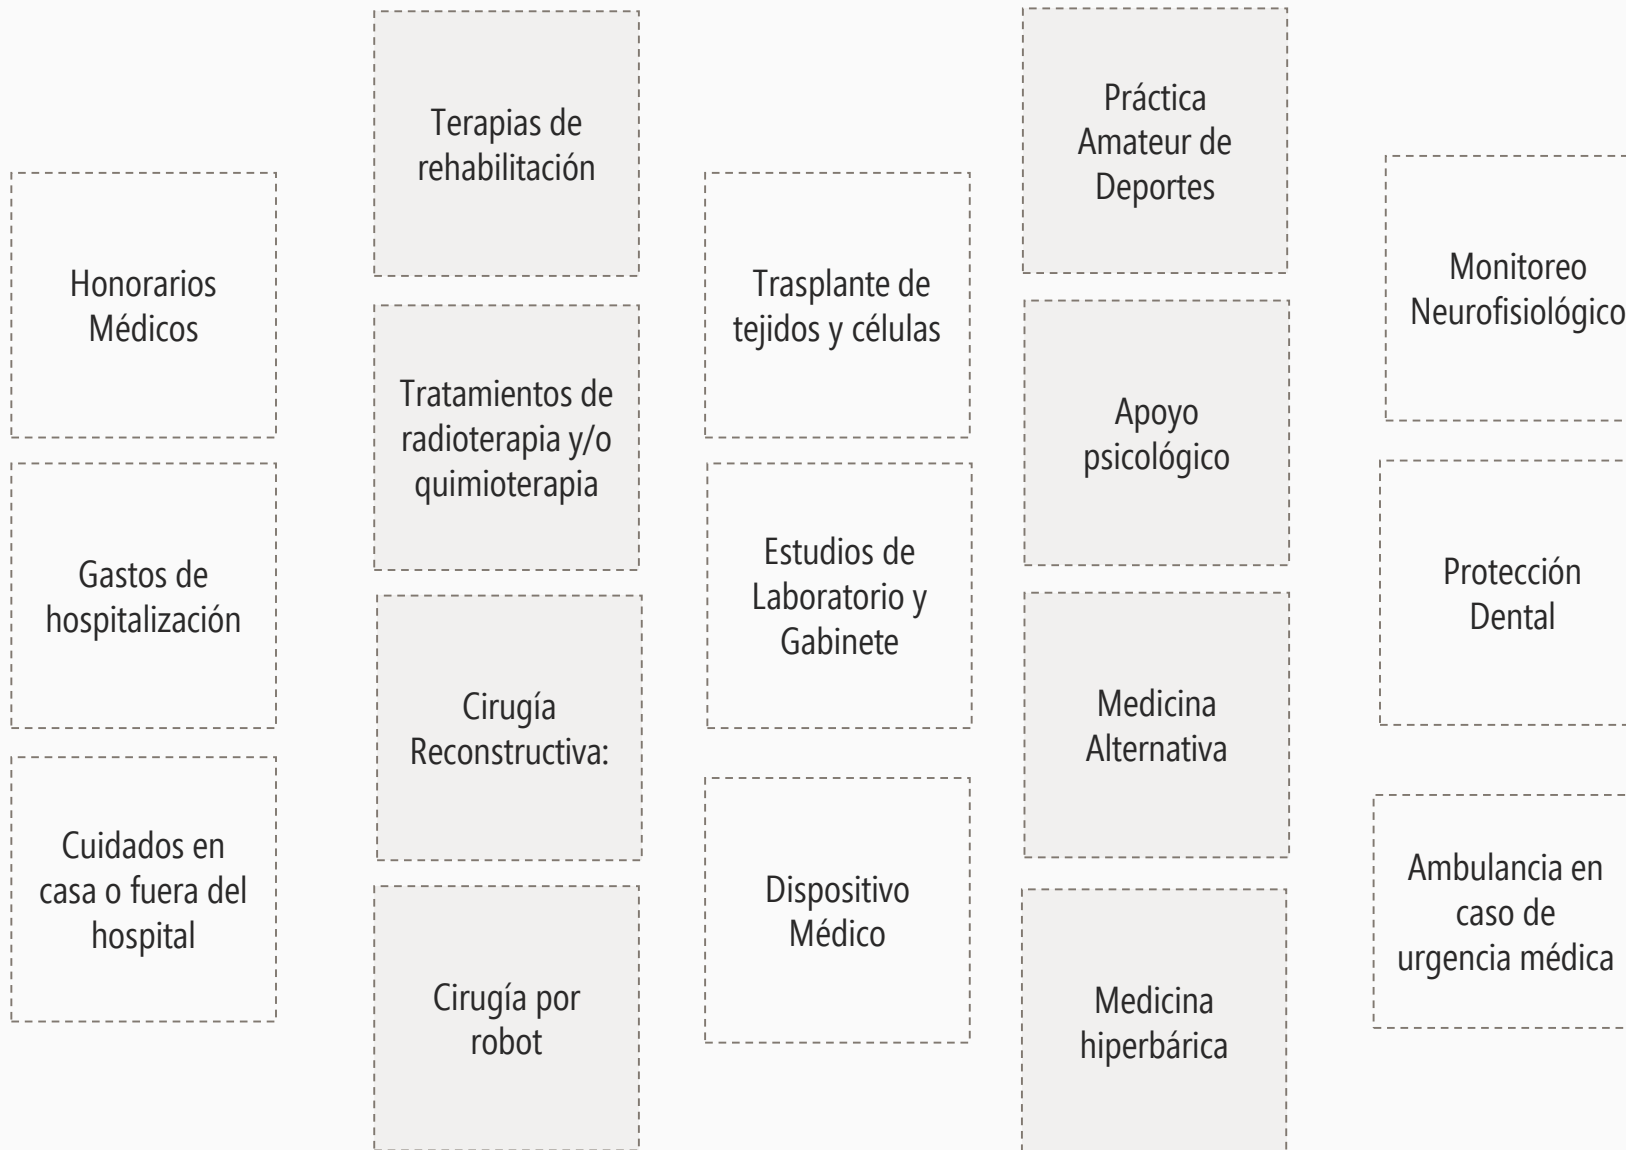 Honorarios
Médicos
Gastos de
hospitalización
Cuidados en
casa o fuera del
hospital
Terapias de
rehabilitación
Tratamientos de
radioterapia y/o
quimioterapia
Cirugía
Reconstructiva:
Cirugía por
robot
Trasplante de
tejidos y células
Estudios de
Laboratorio y
Gabinete
Dispositivo
Médico
Práctica
Amateur de
Deportes
Apoyo
psicológico
Medicina
Alternativa
Medicina
hiperbárica
Monitoreo
Neurofisiológico
Protección
Dental
Ambulancia en
caso de
urgencia médica